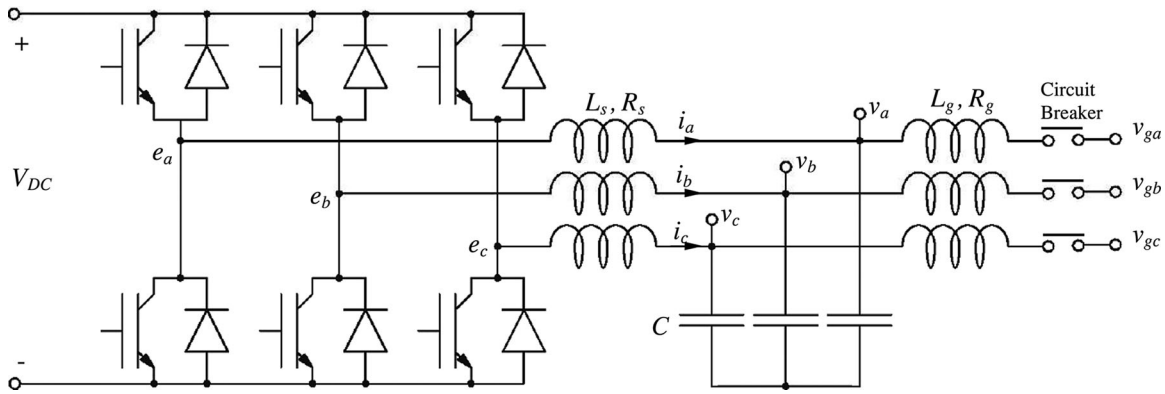 +
V_DC
-
e_a
e_b
e_c
L_s, R_s
i_a
i_b
i_c
v_a
v_b
v_c
C
L_g, R_g
Circuit
Breaker
v_ga
v_gb
v_gc